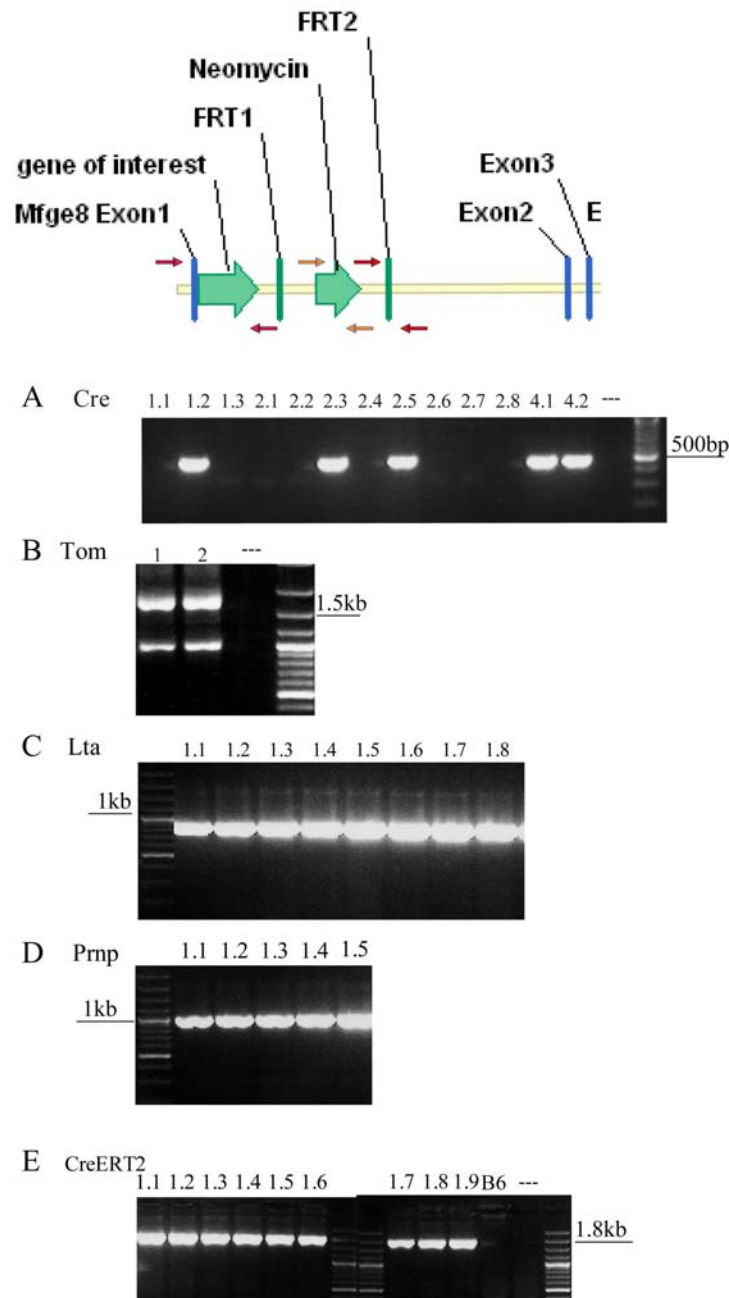 FRT2
Neomycin
FRT1
gene of interest
Exon3
Mfge8 Exon1
Exon2
E
A Cre 1.1 1.2 1.3 2.1 2.2 2.3 2.4 2.5 2.6 2.7 2.8 4.1 4.2 ---
500bp
B Tom 1 2 ---
1.5kb
C Lta 1.1 1.2 1.3 1.4 1.5 1.6 1.7 1.8
1kb
D Prnp 1.1 1.2 1.3 1.4 1.5
1kb
E CreERT2
1.1 1.2 1.3 1.4 1.5 1.6 1.7 1.8 1.9 B6 ---
1.8kb